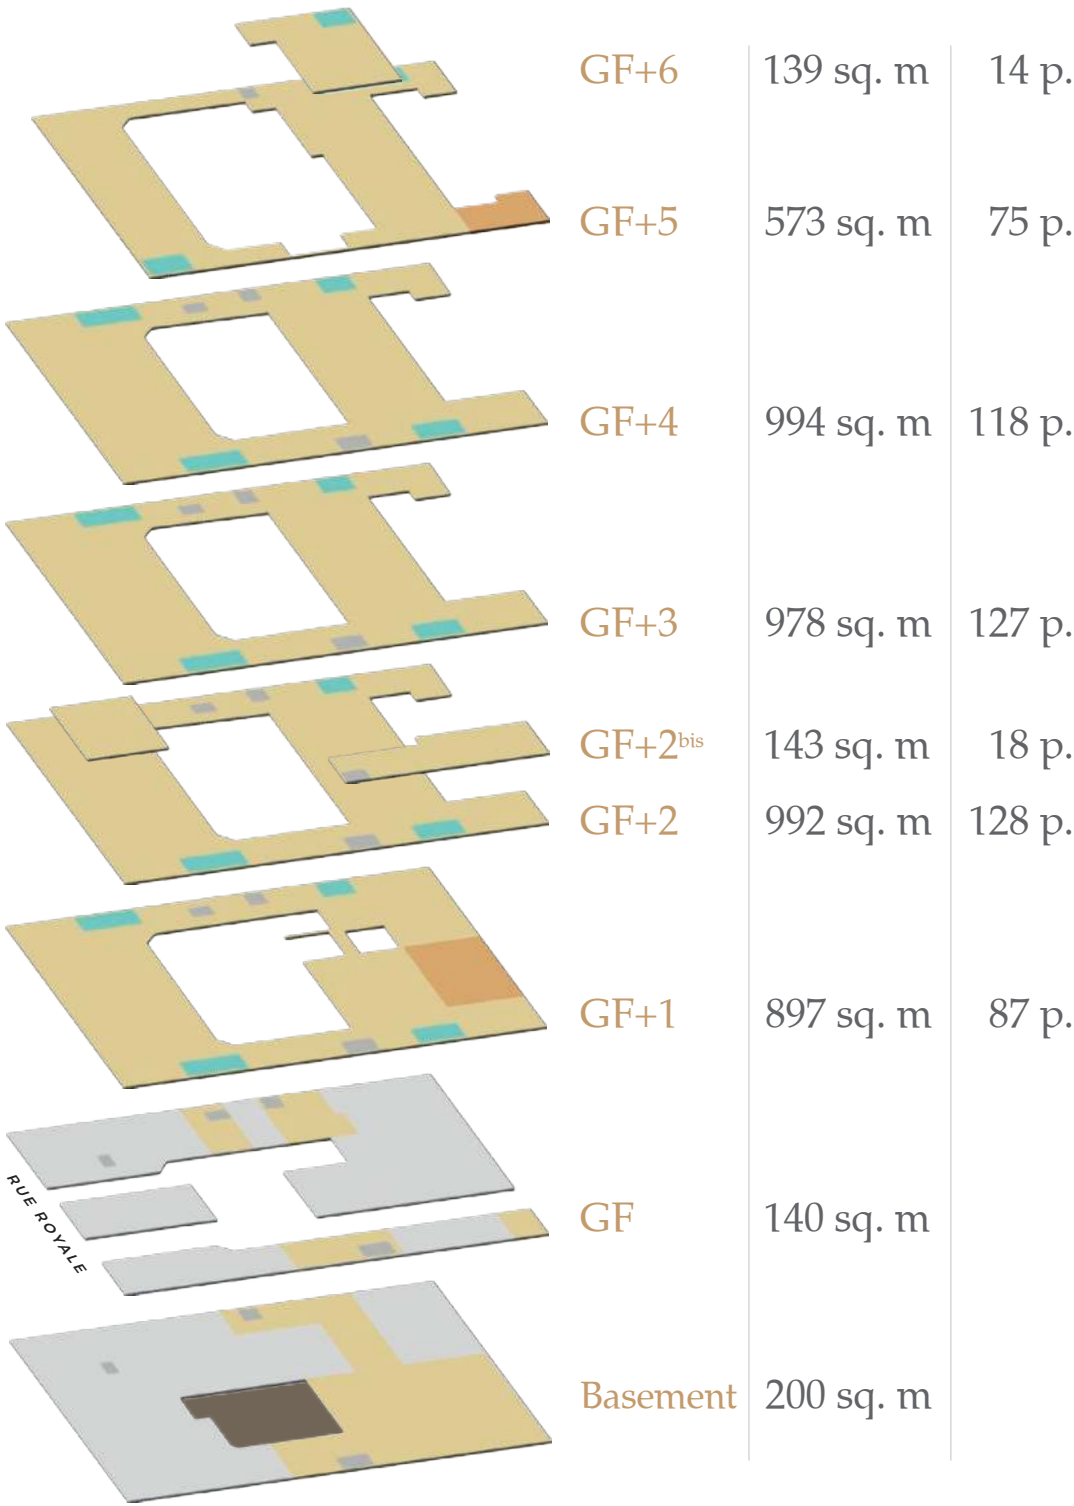 GF+6 139 sq. m 14 p.
GF+5 573 sq. m 75 p.
GF+4 994 sq. m 118 p.
GF+3 978 sq. m 127 p.
GF+2bis 143 sq. m 18 p.
GF+2 992 sq. m 128 p.
GF+1 897 sq. m 87 p.
RUE ROYALE
GF 140 sq. m
Basement 200 sq. m